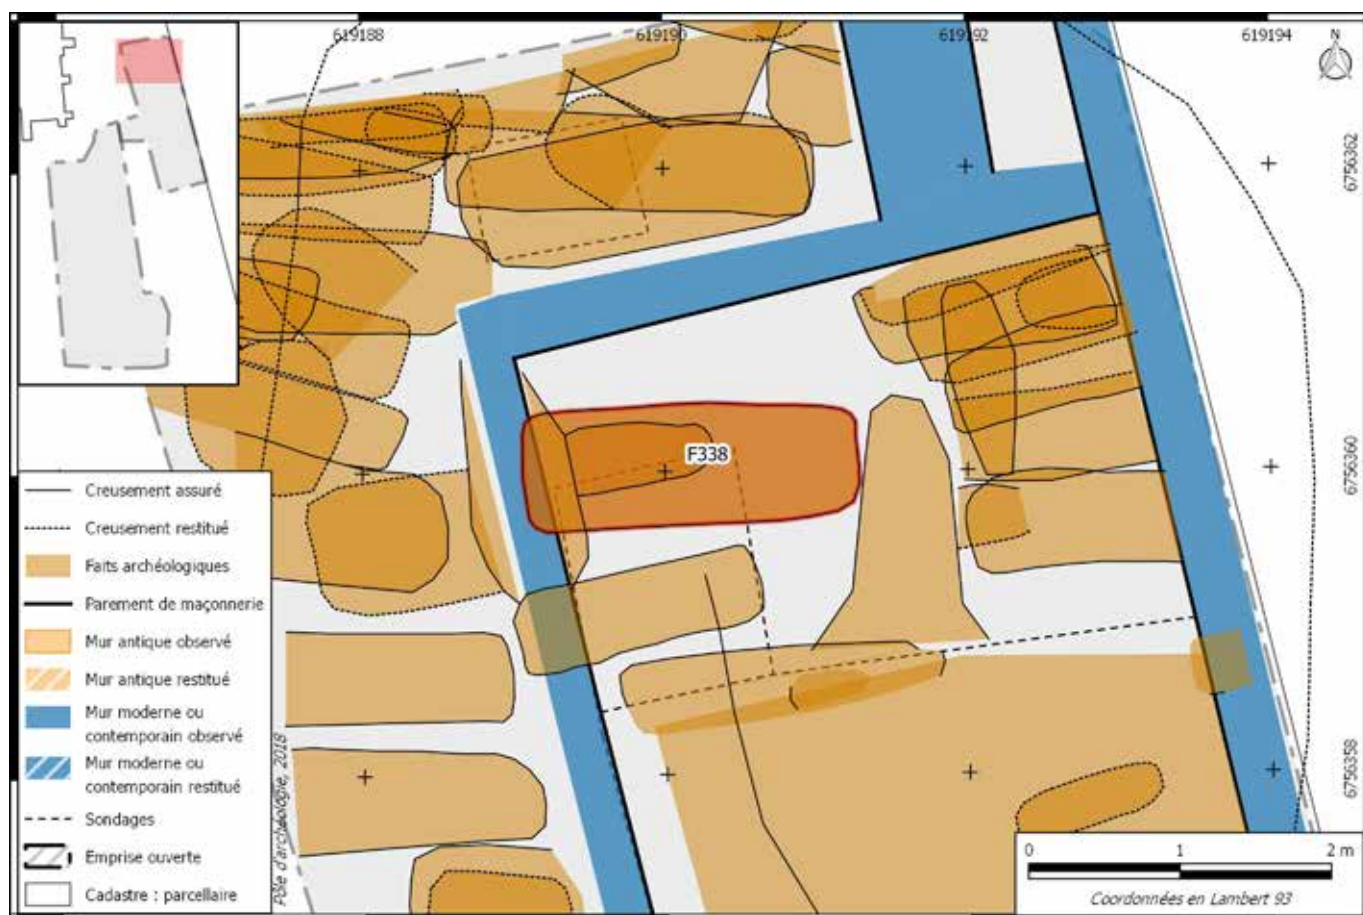 619188
619190
619192
619194
N
6756362
6756360
6756358
F338
Creusement assuré
Creusement restitué
Faits archéologiques
Parement de maçonnerie
Mur antique observé
Mur antique restitué
Mur moderne ou
contemporain observé
Mur moderne ou
contemporain restitué
Sondages
Emprise ouverte
Cadastre : parcellaire
Pôle d'archéologie, 2018
0 1 2 m
Coordonnées en Lambert 93